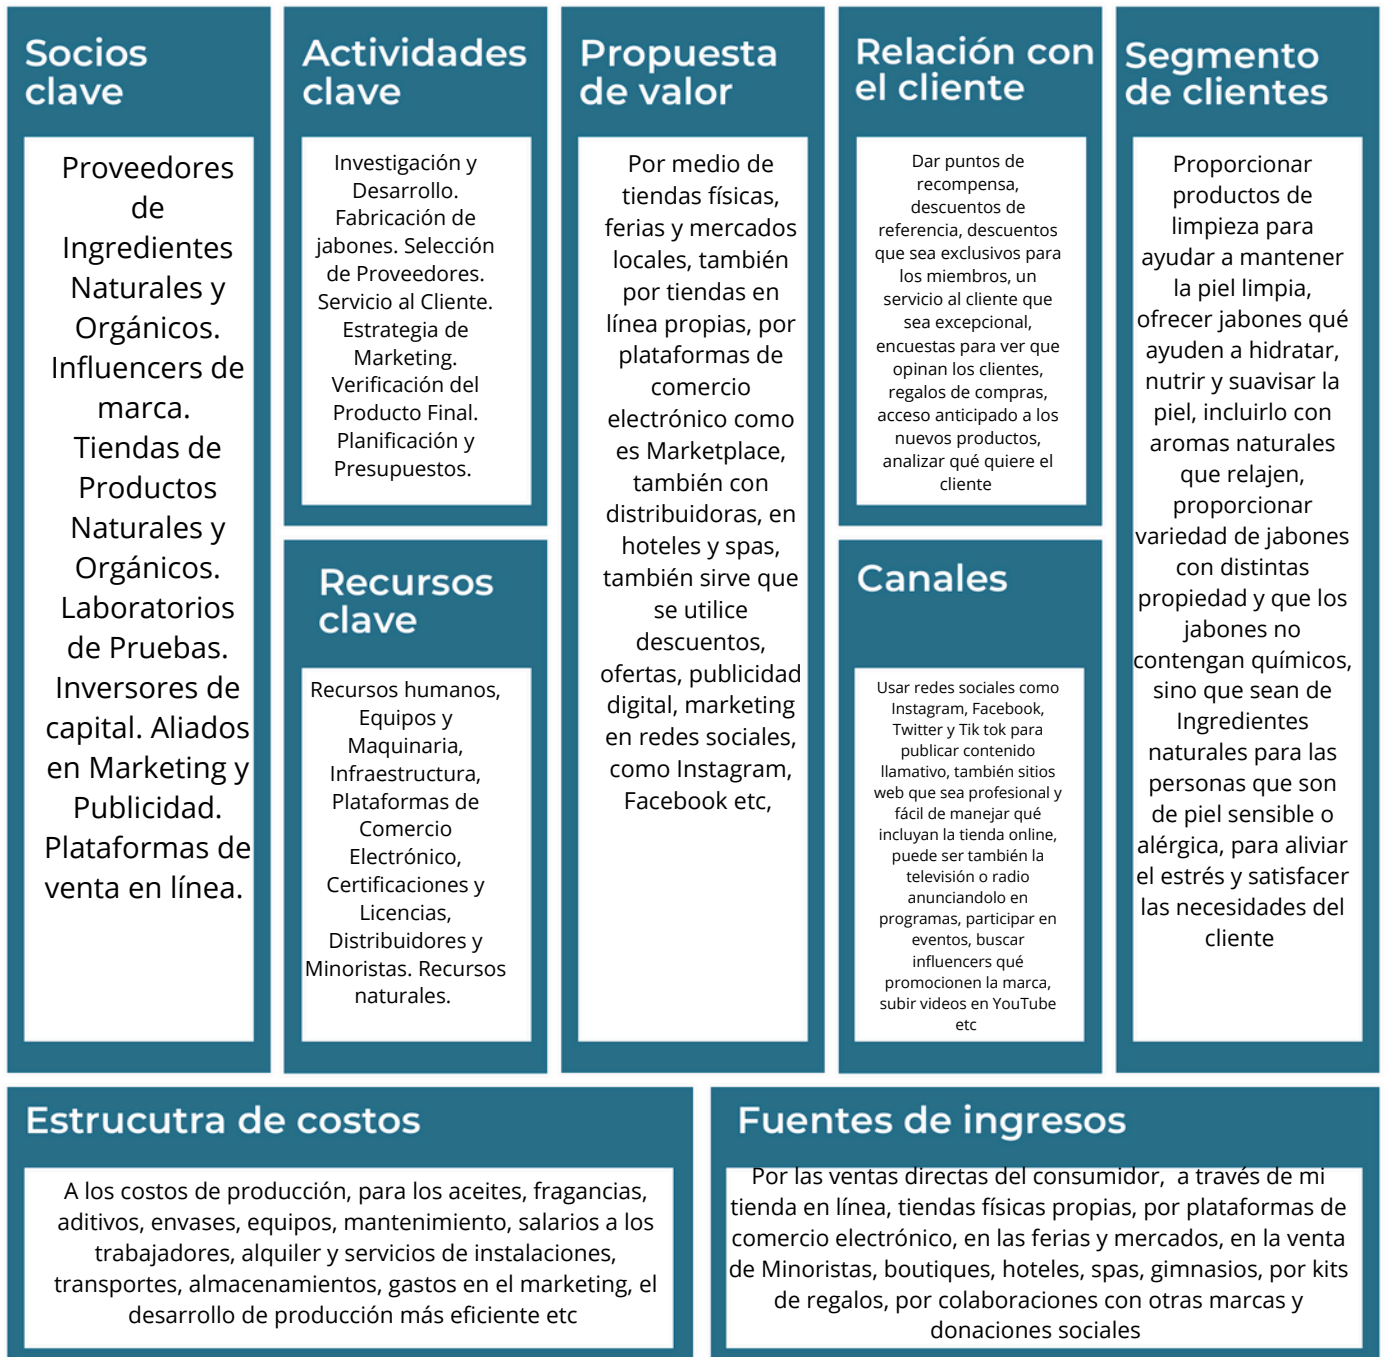 Socios
clave
Proveedores
de
Ingredientes
Naturales y
Orgánicos.
Influencers de
marca.
Tiendas de
Productos
Naturales y
Orgánicos.
Laboratorios
de Pruebas.
Inversores de
capital. Aliados
en Marketing y
Publicidad.
Plataformas de
venta en línea.
Actividades
clave
Investigación y
Desarrollo.
Fabricación de
jabones. Selección
de Proveedores.
Servicio al Cliente.
Estrategia de
Marketing.
Verificación del
Producto Final.
Planificación y
Presupuestos.
Recursos
clave
Recursos humanos,
Equipos y
Maquinaria,
Infraestructura,
Plataformas de
Comercio
Electrónico,
Certificaciones y
Licencias,
Distribuidores y
Minoristas. Recursos
naturales.
Propuesta
de valor
Por medio de
tiendas físicas,
ferias y mercados
locales, también
por tiendas en
línea propias, por
plataformas de
comercio
electrónico como
es Marketplace,
también con
distribuidoras, en
hoteles y spas,
también sirve que
se utilice
descuentos,
ofertas, publicidad
digital, marketing
en redes sociales,
como Instagram,
Facebook etc,
Relación con
el cliente
Dar puntos de
recompensa,
descuentos de
referencia, descuentos
que sea exclusivos para
los miembros, un
servicio al cliente que
sea excepcional,
encuestas para ver que
opinan los clientes,
regalos de compras,
acceso anticipado a los
nuevos productos,
analizar qué quiere el
cliente
Canales
Usar redes sociales como
Instagram, Facebook,
Twitter y Tik tok para
publicar contenido
llamativo, también sitios
web que sea profesional y
fácil de manejar qué
incluyan la tienda online,
puede ser también la
televisión o radio
anunciandolo en
programas, participar en
eventos, buscar
influencers qué
promocionen la marca,
subir videos en YouTube
etc
Segmento
de clientes
Proporcionar
productos de
limpieza para
ayudar a mantener
la piel limpia,
ofrecer jabones qué
ayuden a hidratar,
nutrir y suavisar la
piel, incluirlo con
aromas naturales
que relajen,
proporcionar
variedad de jabones
con distintas
propiedad y que los
jabones no
contengan químicos,
sino que sean de
Ingredientes
naturales para las
personas que son
de piel sensible o
alérgica, para aliviar
el estrés y satisfacer
las necesidades del
cliente
Estrucutra de costos
A los costos de producción, para los aceites, fragancias,
aditivos, envases, equipos, mantenimiento, salarios a los
trabajadores, alquiler y servicios de instalaciones,
transportes, almacenamientos, gastos en el marketing, el
desarrollo de producción más eficiente etc
Fuentes de ingresos
Por las ventas directas del consumidor, a través de mi
tienda en línea, tiendas físicas propias, por plataformas de
comercio electrónico, en las ferias y mercados, en la venta
de Minoristas, boutiques, hoteles, spas, gimnasios, por kits
de regalos, por colaboraciones con otras marcas y
donaciones sociales